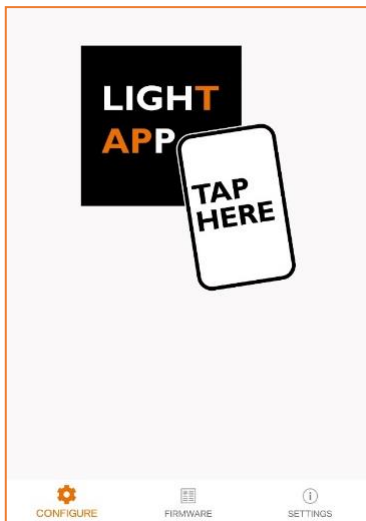 LIGHT
APP
TAP
HERE
CONFIGURE
FIRMWARE
SETTINGS